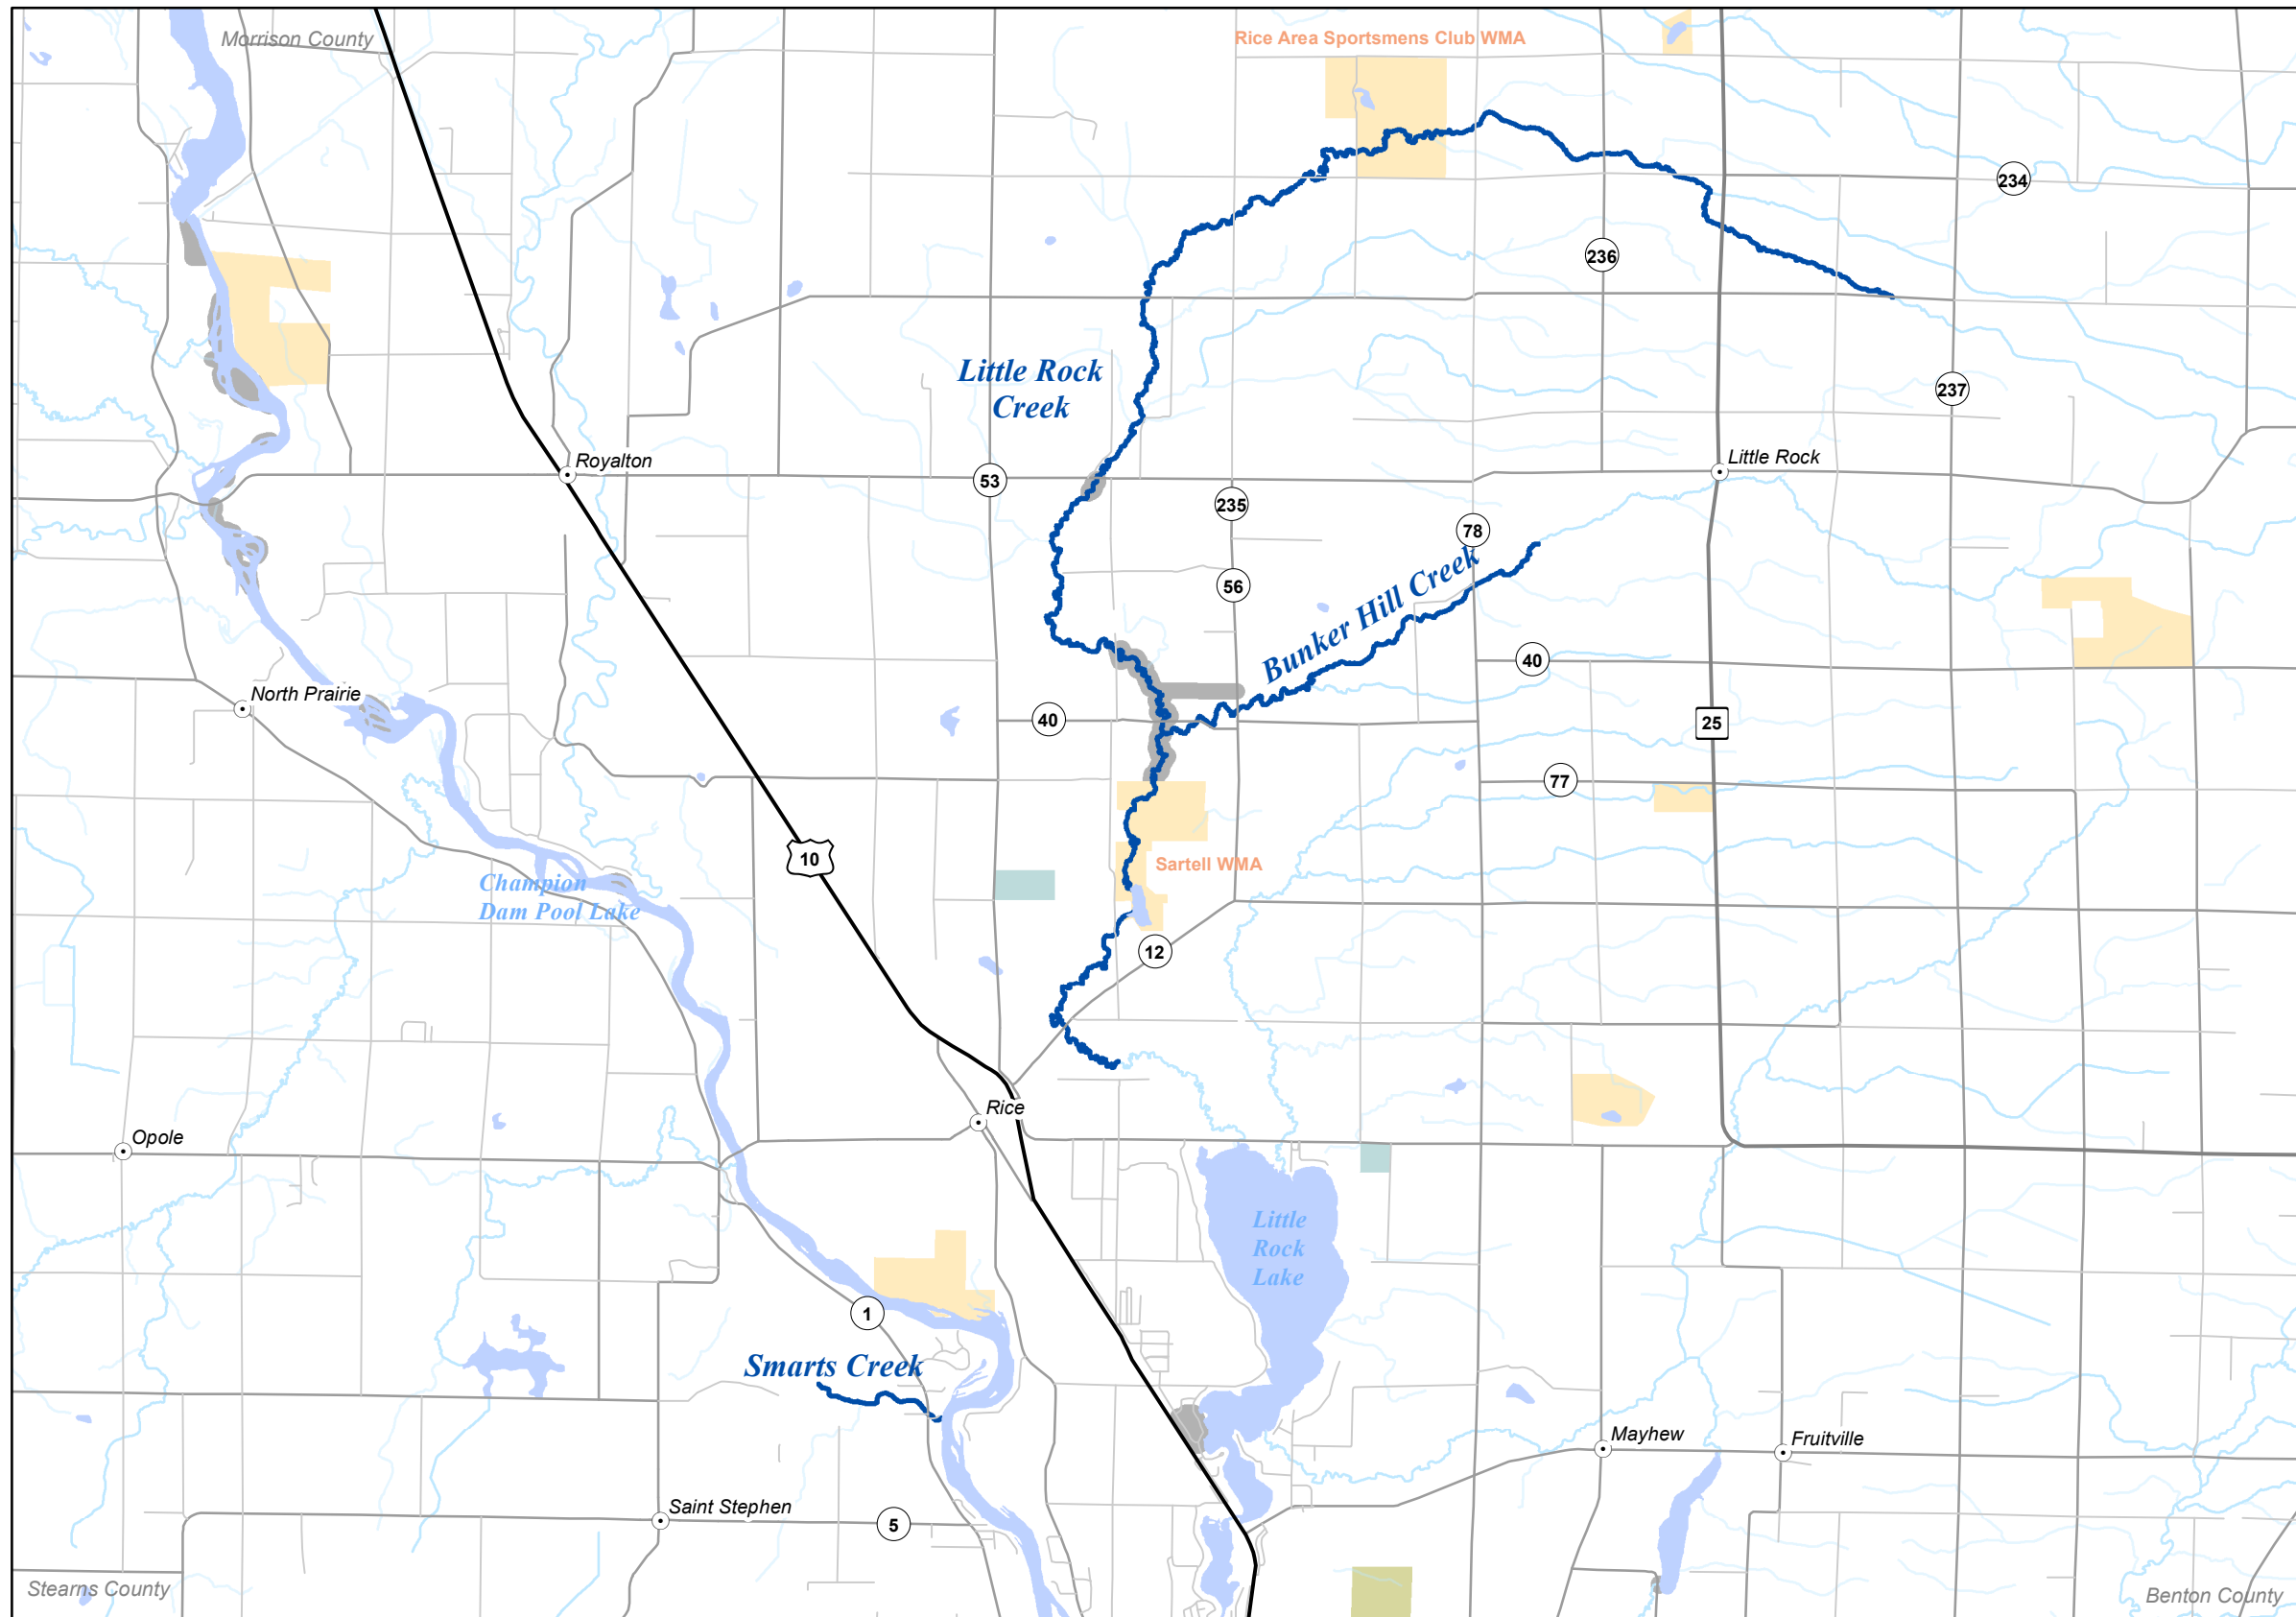 Morrison County
Rice Area Sportsmens Club WMA
234
236
Little Rock
Creek
237
Royalton
Little Rock
53
235
78
56
Bunker Hill Creek
40
North Prairie
40
25
77
10
Sartell WMA
Champion
Dam Pool Lake
12
Rice
Opole
Little
Rock
Lake
1
Smarts Creek
Mayhew
Fruitville
Saint Stephen
5
Stearns County
Benton County